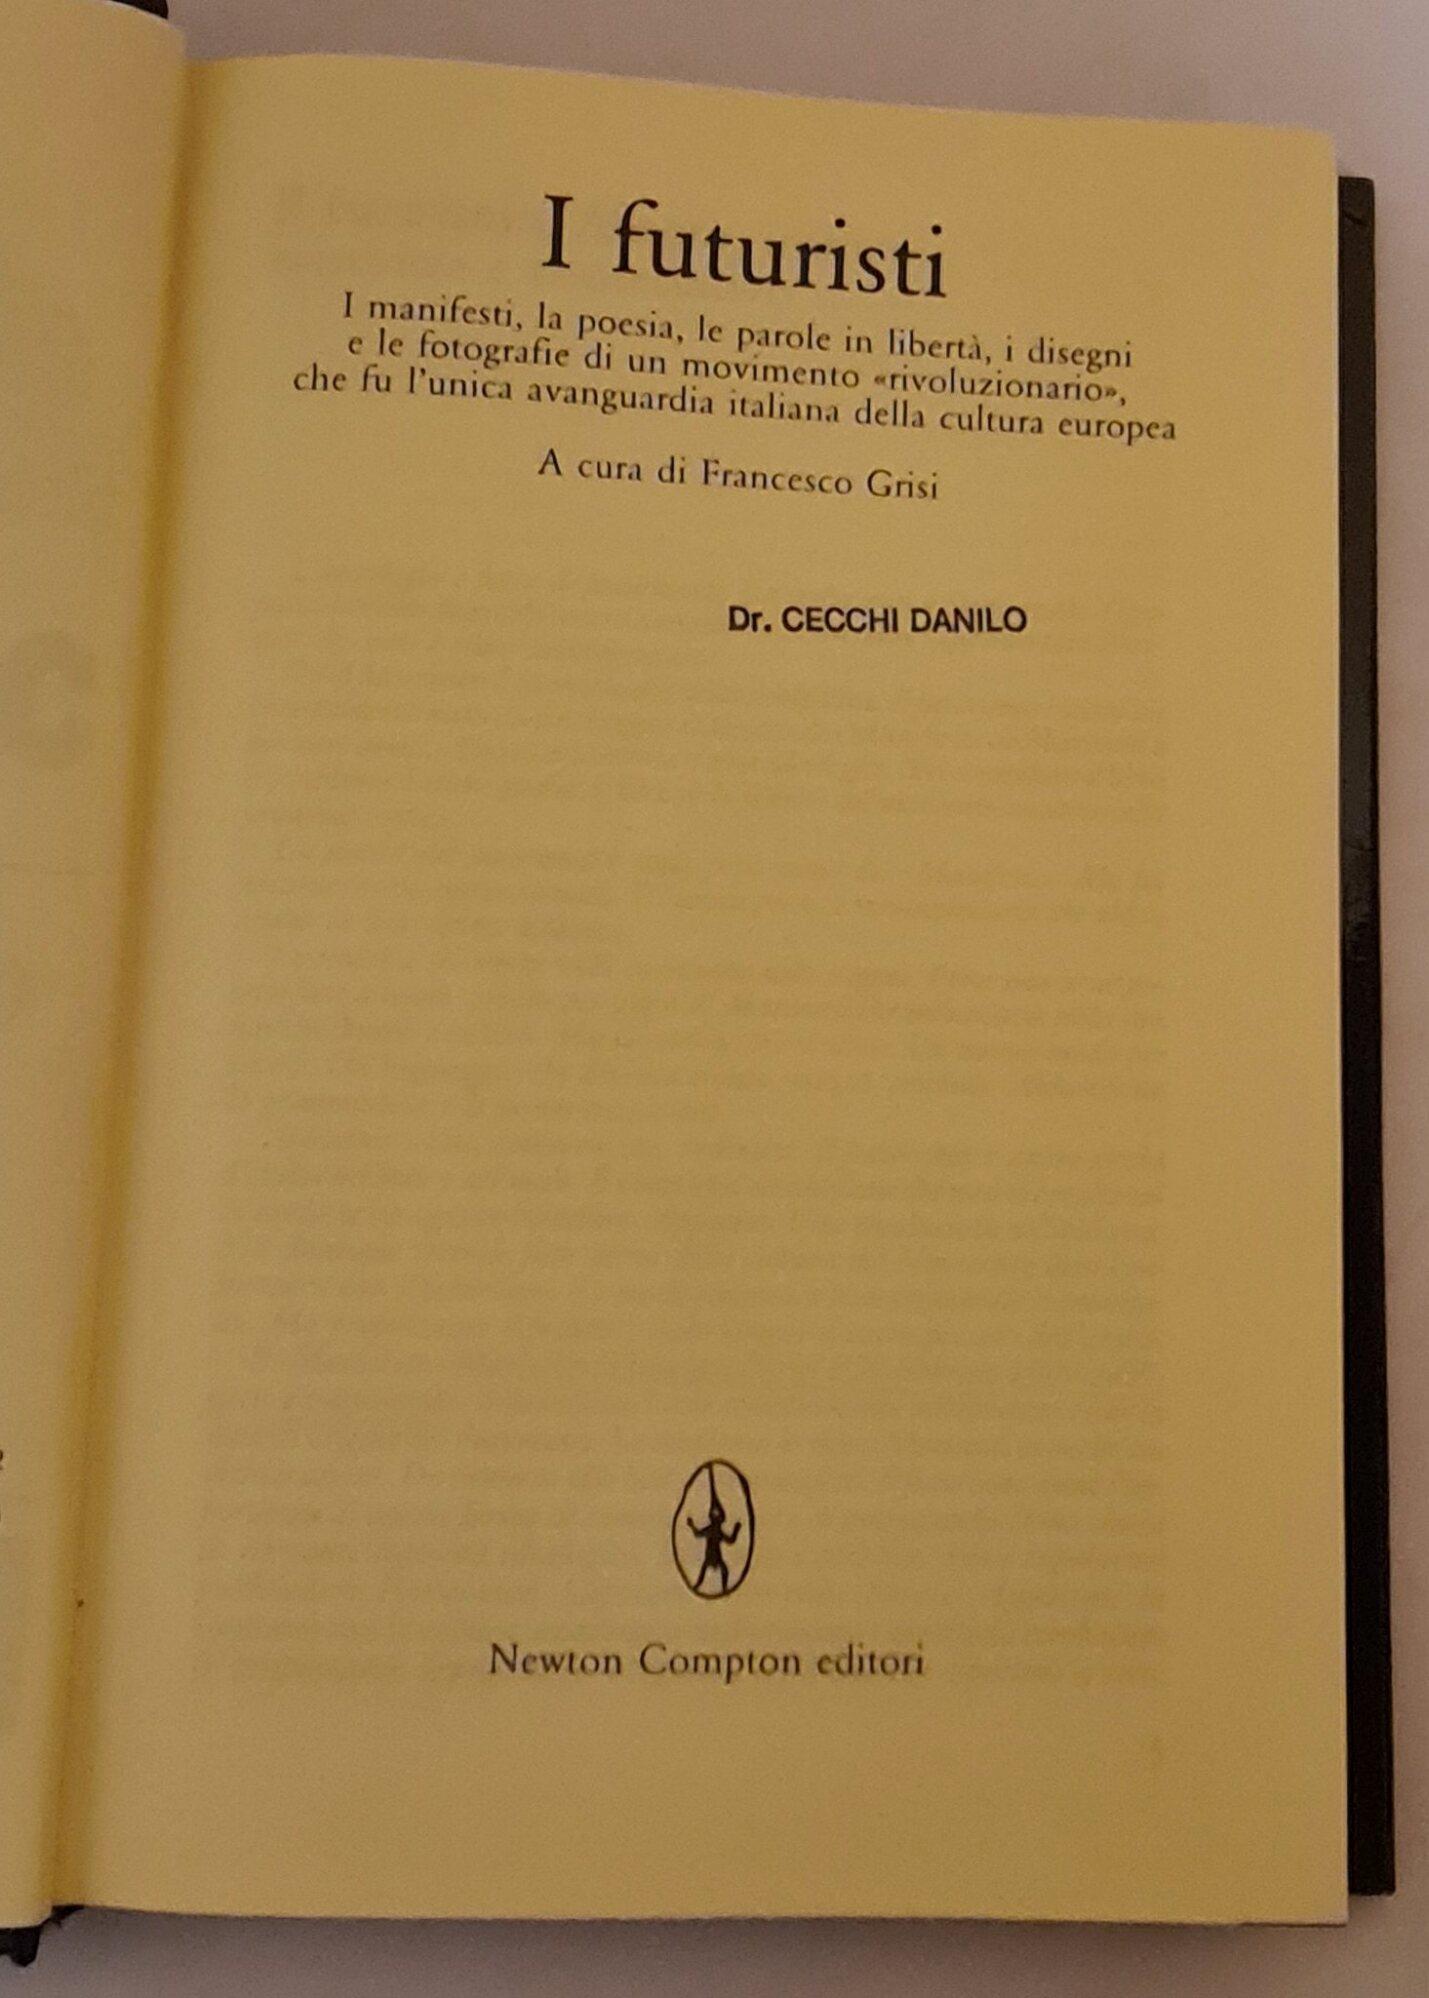 I futuristi
I manifesti, la poesia, le parole in libertà, i disegni
e le fotografie di un movimento «rivoluzionario»,
che fu l'unica avanguardia italiana della cultura europea
A cura di Francesco Grisi
Dr. CECCHI DANILO
Newton Compton editori